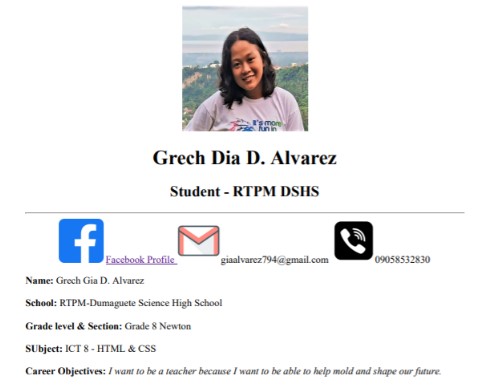 it's more
fun in
Grech Dia D. Alvarez
Student - RTPM DSHS
Facebook Profile giaalvarez794@gmail.com 09058532830
Name: Grech Gia D. Alvarez
School: RTPM-Dumaguete Science High School
Grade level & Section: Grade 8 Newton
SUbject: ICT 8 - HTML & CSS
Career Objectives: I want to be a teacher because I want to be able to help mold and shape our future.